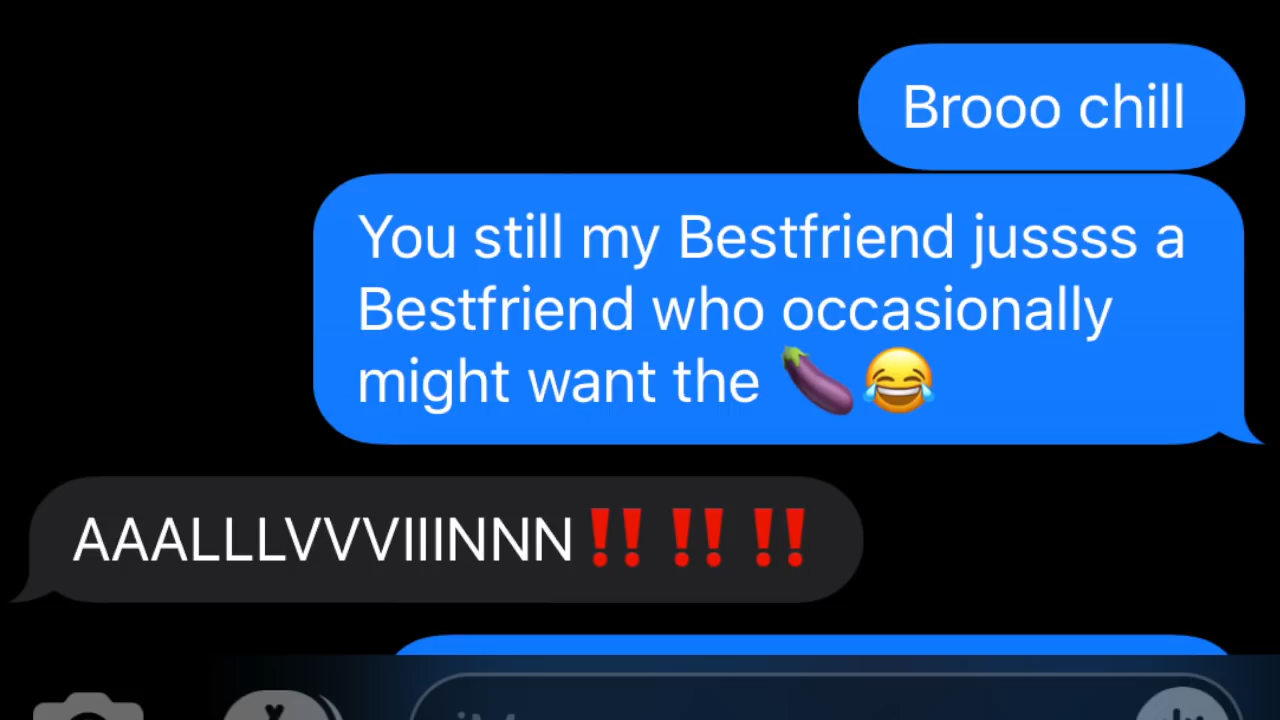 Brooo chill
You still my Bestfriend jussss a
Bestfriend who occasionally
might want the 🍆😂
AAALLLVVVIIINNN‼️‼️‼️